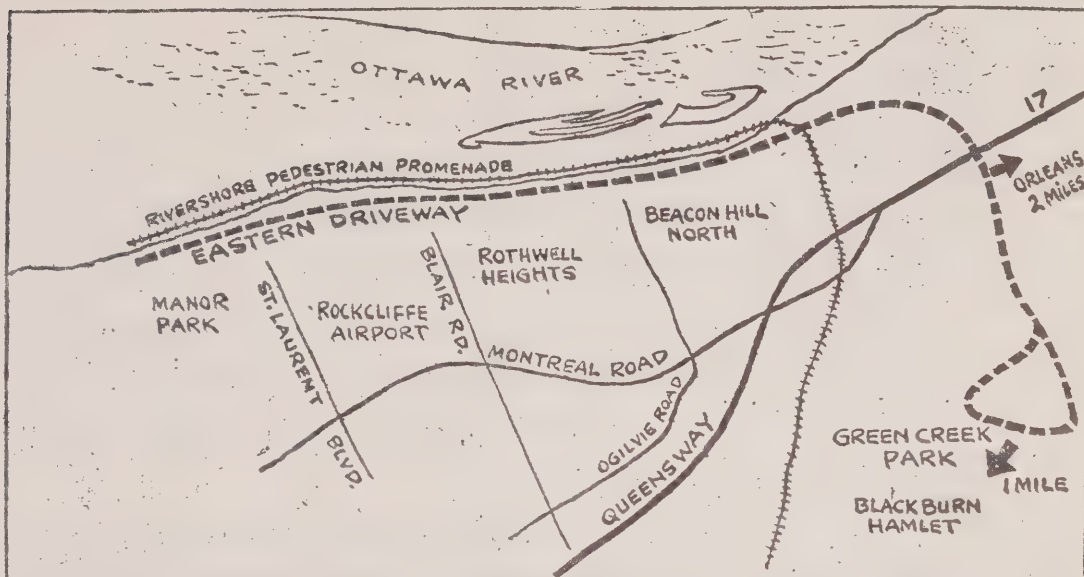 OTTAWA RIVER
17
RIVERSHORE PEDESTRIAN PROMENADE
ORLEANS
2 MILES
EASTERN DRIVEWAY
BEACON HILL
NORTH
ROTHWELL
HEIGHTS
BLAIR RD.
MANOR
PARK
ST. LAURENT
BLVD.
ROCKCLIFFE
AIRPORT
MONTREAL ROAD
OGILVIE ROAD
QUEENSWAY
GREEN CREEK
PARK
1 MILE
BLACKBURN
HAMLET